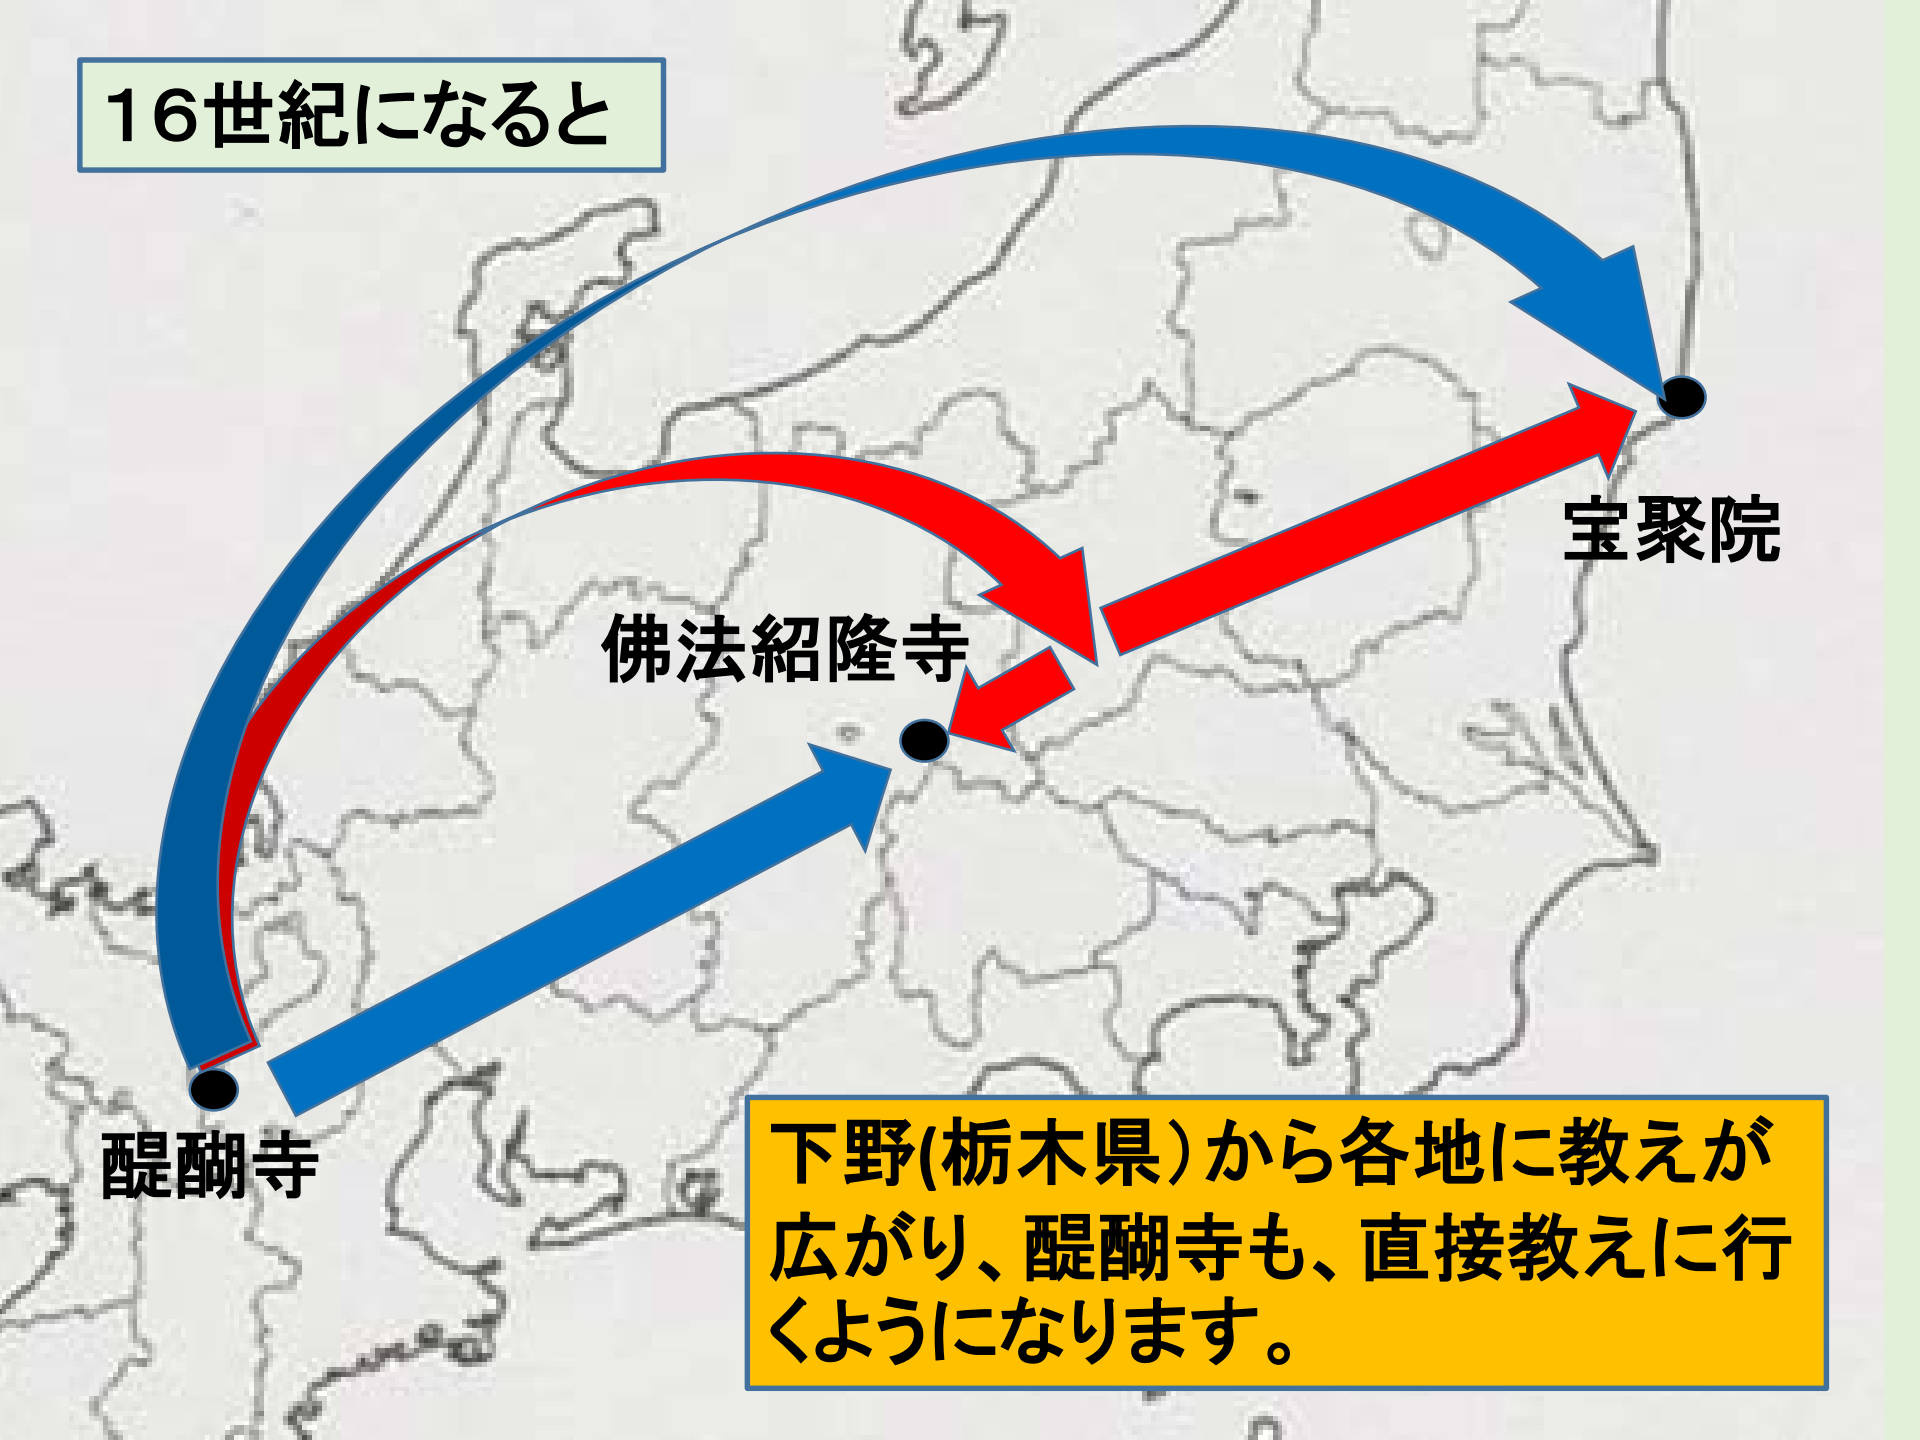 １６世紀になると
宝聚院
佛法紹隆寺
醍醐寺
下野(栃木県）から各地に教えが
広がり、醍醐寺も、直接教えに行
くようになります。